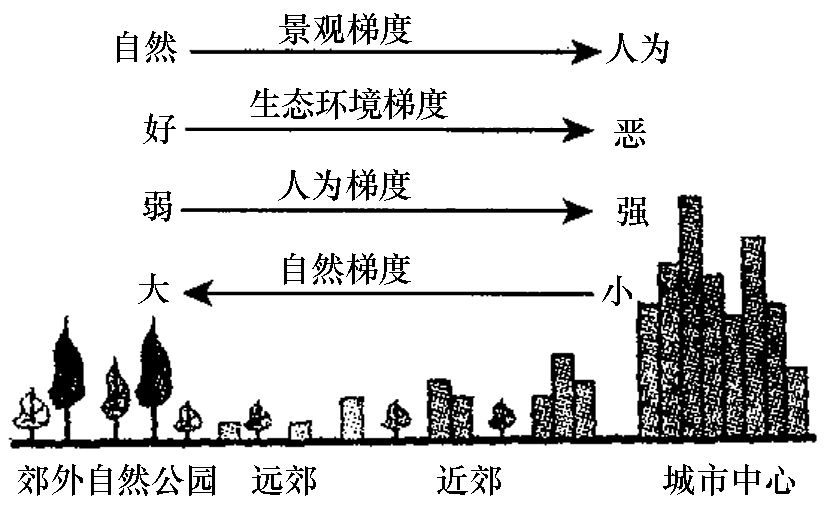 自然 景观梯度 人为
好 生态环境梯度 恶
弱 人为梯度 强
大 自然梯度 小
郊外自然公园 远郊 近郊 城市中心